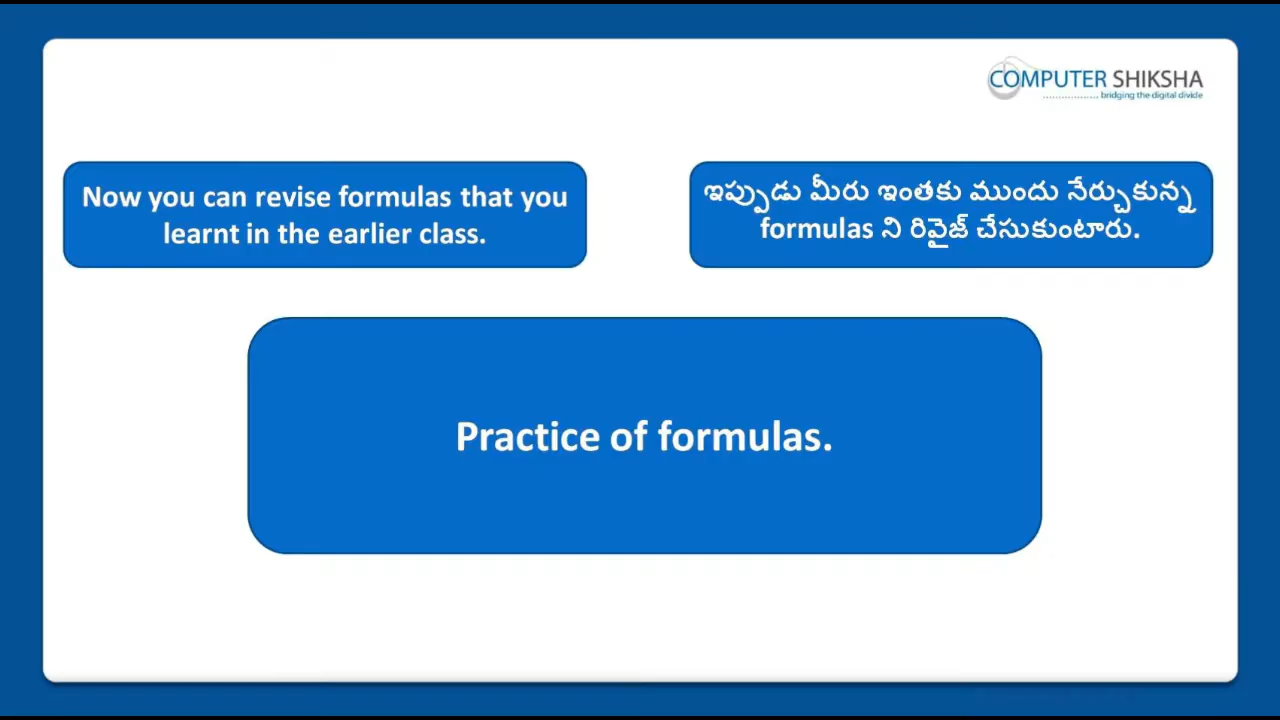 COMPUTER SHIKSHA
bridging the digital divide
Now you can revise formulas that you
learnt in the earlier class.
ఇప్పుడు మీరు ఇంతకు ముందు నేర్చుకున్న
formulas ని రివైజ్ చేసుకుంటారు.
Practice of formulas.